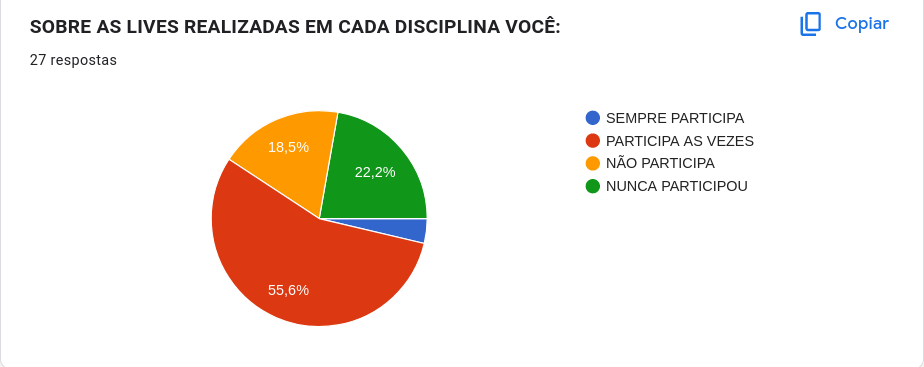 SOBRE AS LIVES REALIZADAS EM CADA DISCIPLINA VOCÊ:
Copiar
27 respostas
18,5%
22,2%
55,6%
SEMPRE PARTICIPA
PARTICIPA AS VEZES
NÃO PARTICIPA
NUNCA PARTICIPOU